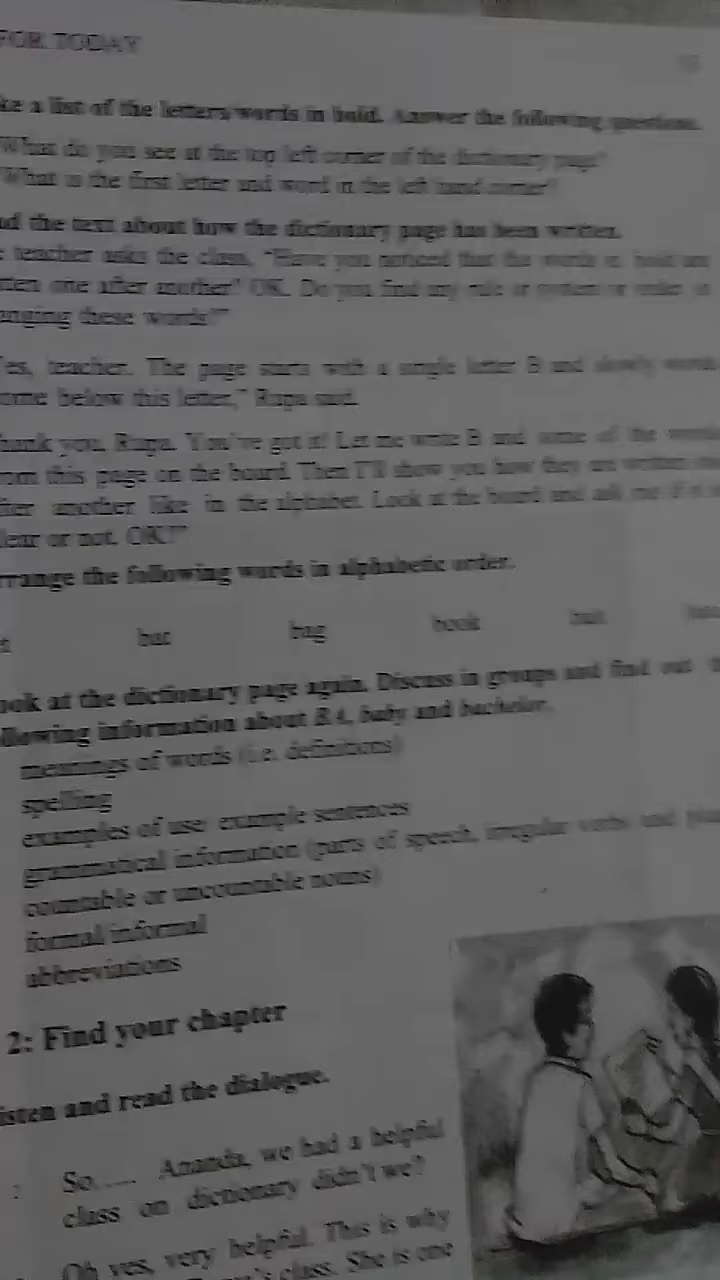 FOR TODAY
ke a list of the letters/words in bold. Answer the following questions.
What do you see at the top left corner of the dictionary page?
What is the first letter and word in the left hand corner?
ad the text about how the dictionary page has been written.
teacher asks the class, "Have you noticed that the words in bold are
tten one after another? OK. Do you find any rule or system or order in
anging these words?"
es, teacher. The page starts with a single letter B and slowly words
ome below this letter," Rupa said.
hank you, Rupa. You've got it! Let me write B and some of the words
rom this page on the board. Then I'll show you how they are written one
fter another like in the alphabet. Look at the board and ask me if it is
lear or not. OK?"
rrange the following words in alphabetic order.
bag book
ook at the dictionary page again. Discuss in groups and find out
llowing information about BA, baby and bachelor.
meanings of words (i.e. definitions)
spelling
examples of use: example sentences
grammatical information (parts of speech, irregular verbs and
countable or uncountable nouns)
formal/informal
abbreviations
2: Find your chapter
isten and read the dialogue.
: So..... Ananda, we had a helpful
class on dictionary didn't we?
Oh yes, very helpful. This is why
class. She is one